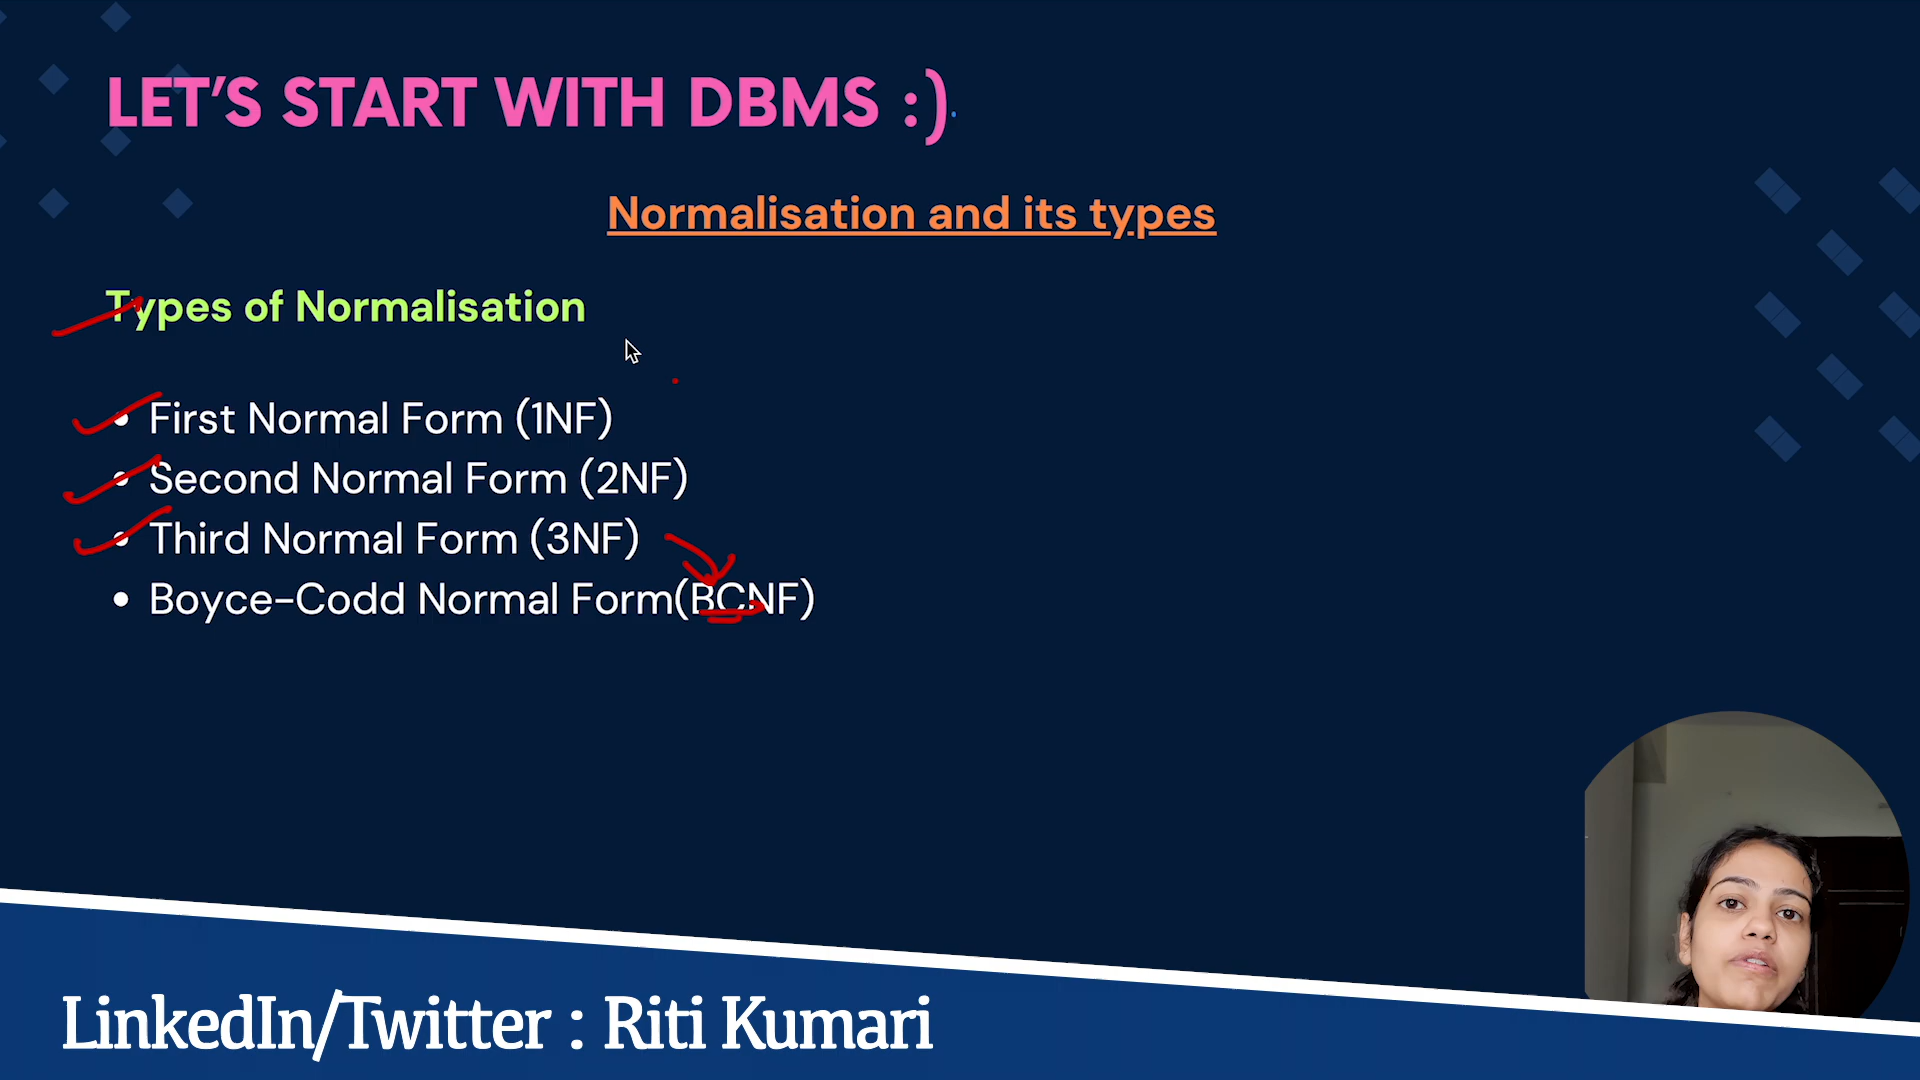 LET'S START WITH DBMS :)
Normalisation and its types
Types of Normalisation
• First Normal Form (1NF)
• Second Normal Form (2NF)
• Third Normal Form (3NF)
• Boyce-Codd Normal Form(BCNF)
LinkedIn/Twitter : Riti Kumari